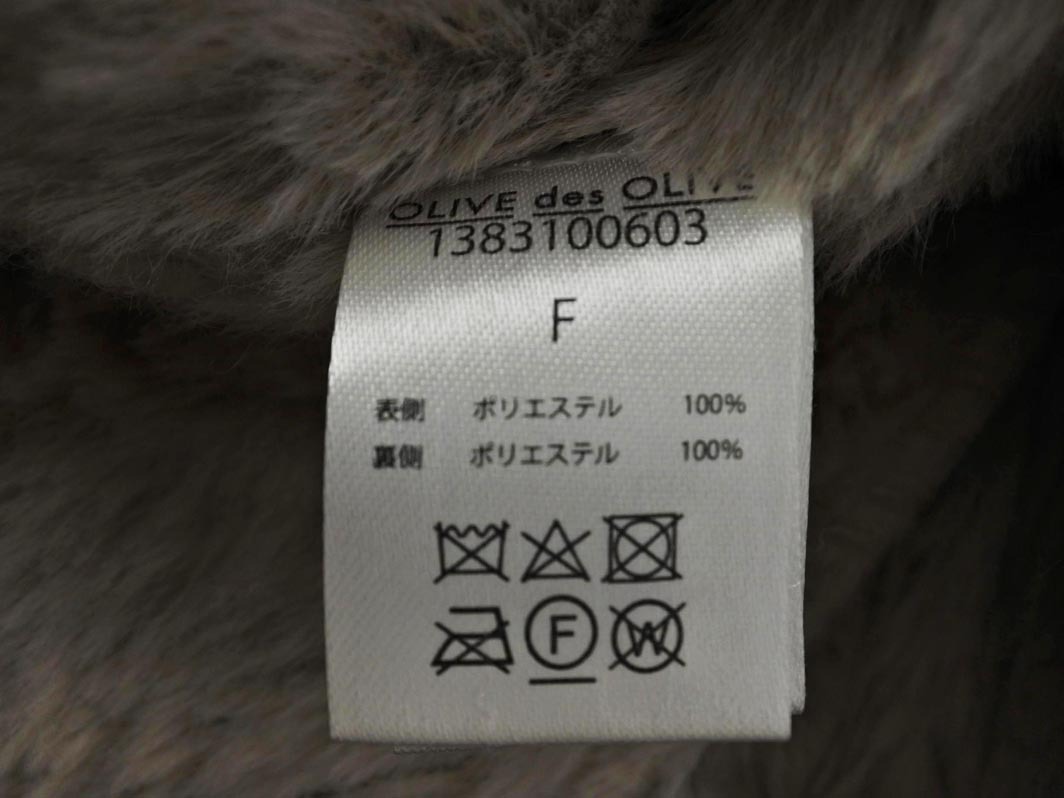 OLIVE des OLIVE
1383100603
F
表側 ポリエステル 100%
裏側 ポリエステル 100%
F
W